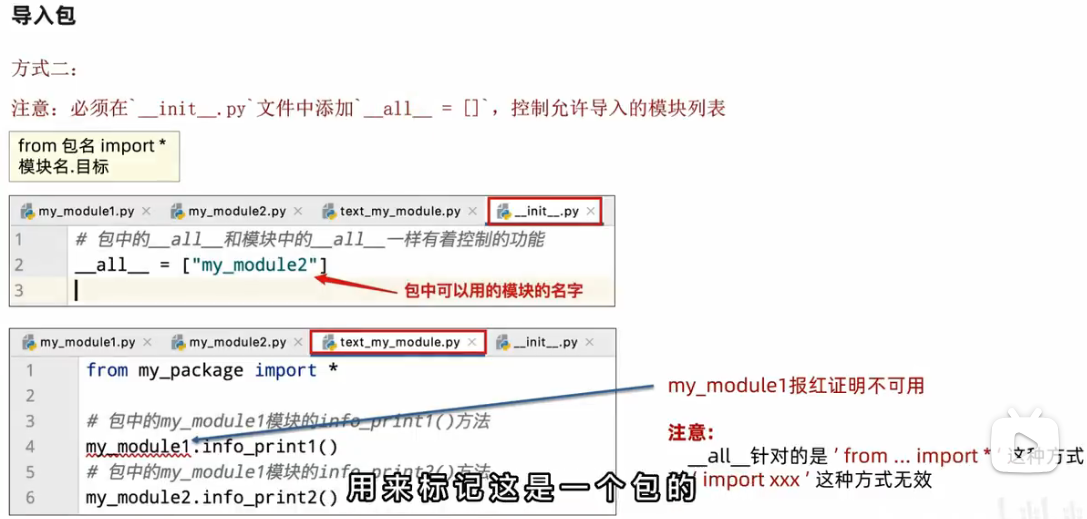 导入包
方式二：
注意：必须在`__init__.py`文件中添加`__all__ = []`，控制允许导入的模块列表
from 包名 import *
模块名.目标
my_module1.py × my_module2.py × text_my_module.py × __init__.py ×
1 # 包中的__all__和模块中的__all__一样有着控制的功能
2 __all__ = ["my_module2"]
3
包中可以用的模块的名字
my_module1.py × my_module2.py × text_my_module.py × __init__.py ×
1 from my_package import *
2
3 # 包中的my_module1模块的info_print1()方法
4 my_module1.info_print1()
5 # 包中的my_module1模块的info_print2()方法
6 my_module2.info_print2()
my_module1报红证明不可用
注意：
__all__针对的是 ' from ... import * ' 这种方式
' import xxx ' 这种方式无效
用来标记这是一个包的